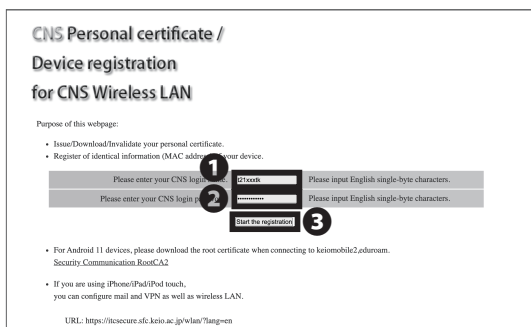 CNS Personal certificate /
Device registration
for CNS Wireless LAN
Purpose of this webpage:
• Issue/Download/Invalidate your personal certificate.
• Register of identical information (MAC address) your device.
1
Please enter your CNS login t21xxdk Please input English single-byte characters.
2
Please enter your CNS login •••••••••••• Please input English single-byte characters.
Start the registration 3
• For Android 11 devices, please download the root certificate when connecting to keiomobile2,eduroam.
Security Communication RootCA2
• If you are using iPhone/iPad/iPod touch,
you can configure mail and VPN as well as wireless LAN.
URL: https://itcsecure.sfc.keio.ac.jp/wlan/?lang=en